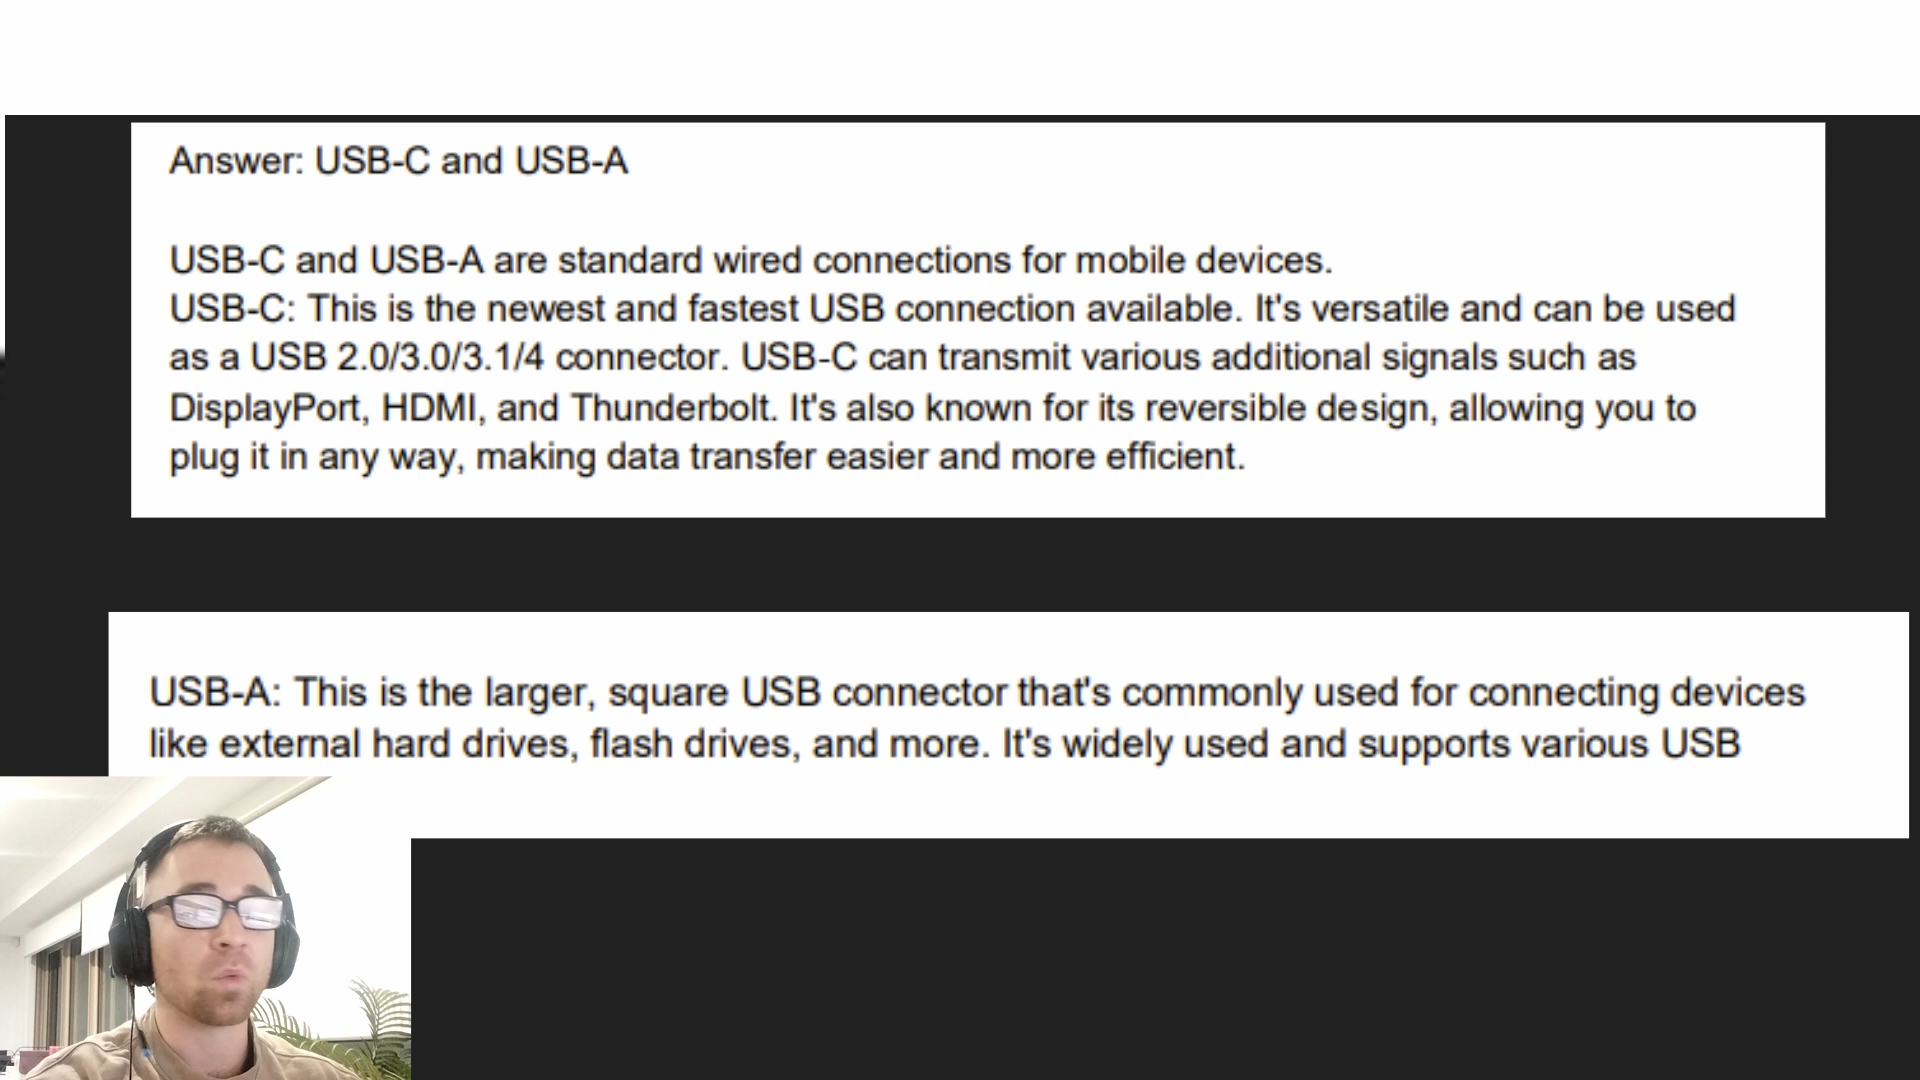 Answer: USB-C and USB-A
USB-C and USB-A are standard wired connections for mobile devices.
USB-C: This is the newest and fastest USB connection available. It's versatile and can be used
as a USB 2.0/3.0/3.1/4 connector. USB-C can transmit various additional signals such as
DisplayPort, HDMI, and Thunderbolt. It's also known for its reversible design, allowing you to
plug it in any way, making data transfer easier and more efficient.
USB-A: This is the larger, square USB connector that's commonly used for connecting devices
like external hard drives, flash drives, and more. It's widely used and supports various USB